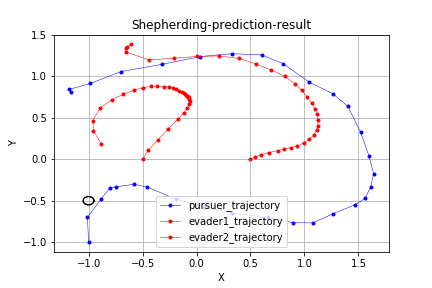 Shepherding-prediction-result
1.5
1.0
0.5
0.0
−0.5
−1.0
Y
−1.0 −0.5 0.0 0.5 1.0 1.5
X
pursuer_trajectory
evader1_trajectory
evader2_trajectory